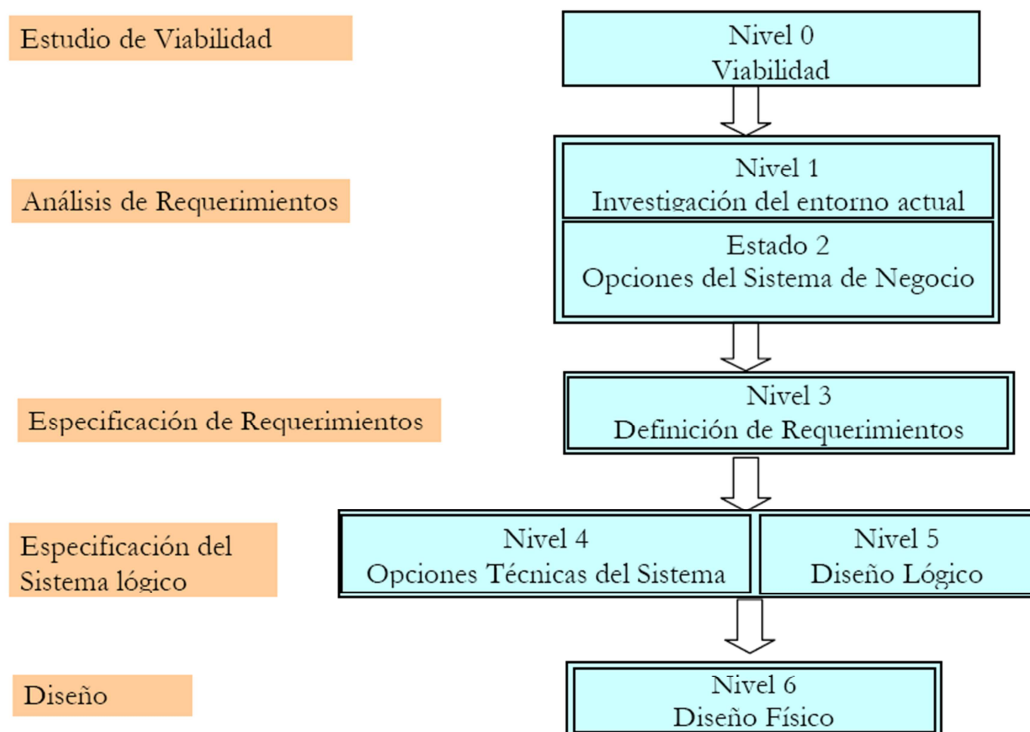 Estudio de Viabilidad
Nivel 0
Viabilidad
Análisis de Requerimientos
Nivel 1
Investigación del entorno actual
Estado 2
Opciones del Sistema de Negocio
Especificación de Requerimientos
Nivel 3
Definición de Requerimientos
Especificación del
Sistema lógico
Nivel 4
Opciones Técnicas del Sistema
Nivel 5
Diseño Lógico
Diseño
Nivel 6
Diseño Físico